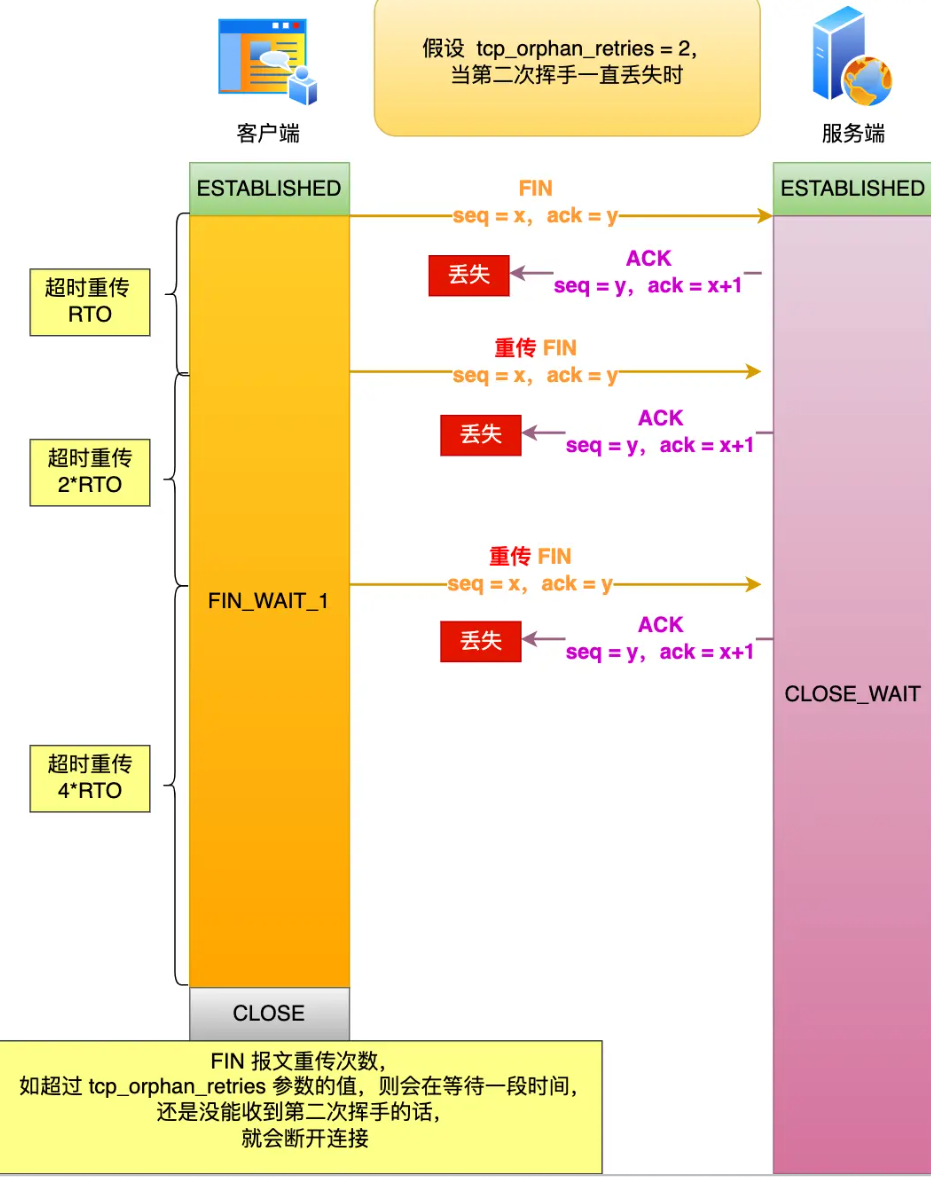 假设 tcp_orphan_retries = 2，
当第二次挥手一直丢失时
客户端
服务端
ESTABLISHED
ESTABLISHED
FIN
seq = x，ack = y
超时重传
RTO
丢失
ACK
seq = y，ack = x+1
重传 FIN
seq = x，ack = y
丢失
ACK
seq = y，ack = x+1
超时重传
2*RTO
重传 FIN
seq = x，ack = y
FIN_WAIT_1
丢失
ACK
seq = y，ack = x+1
CLOSE_WAIT
超时重传
4*RTO
CLOSE
FIN 报文重传次数，
如超过 tcp_orphan_retries 参数的值，则会在等待一段时间，
还是没能收到第二次挥手的话，
就会断开连接